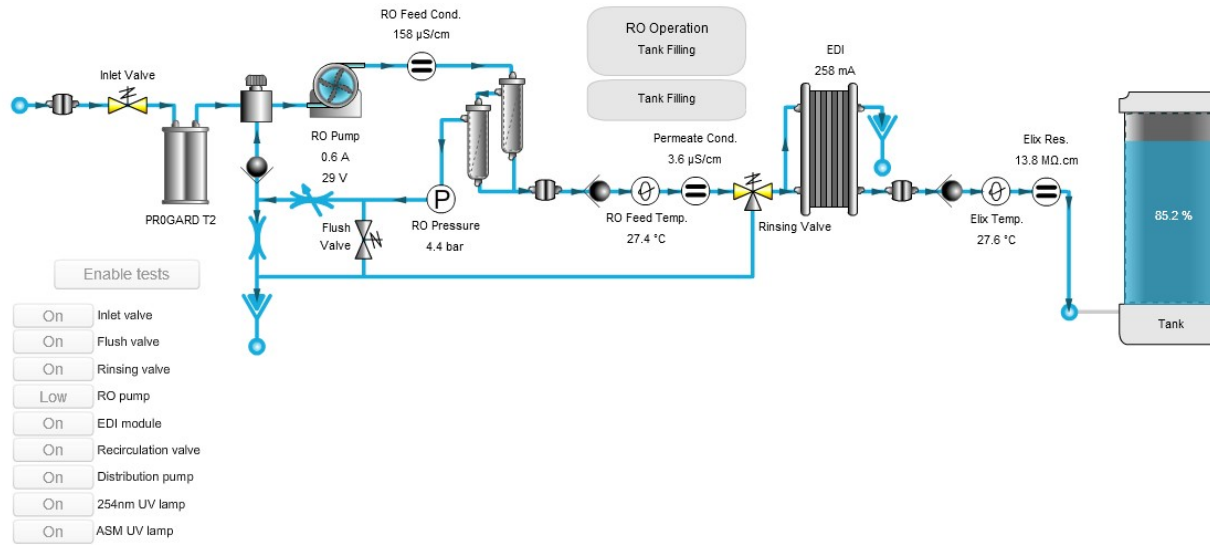 RO Feed Cond.
158 µS/cm
RO Operation
Tank Filling
Tank Filling
EDI
258 mA
Inlet Valve
PR0GARD T2
RO Pump
0.6 A
29 V
P
RO Pressure
4.4 bar
Flush
Valve
Permeate Cond.
3.6 µS/cm
RO Feed Temp.
27.4 °C
Rinsing Valve
Elix Res.
13.8 MΩ.cm
Elix Temp.
27.6 °C
85.2 %
Tank
Enable tests
On Inlet valve
On Flush valve
On Rinsing valve
Low RO pump
On EDI module
On Recirculation valve
On Distribution pump
On 254nm UV lamp
On ASM UV lamp